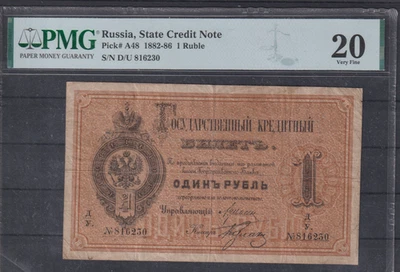 PMG
PAPER MONEY GUARANTY
Russia, State Credit Note
Pick# A48 1882-86 1 Ruble
S/N D/U 816230
20
Very Fine
Государственный Кредитный
Билетъ.
ОДИНЪ РУБЛЬ
1
Управляющій
Д/У
Д/У
№816230
№816230